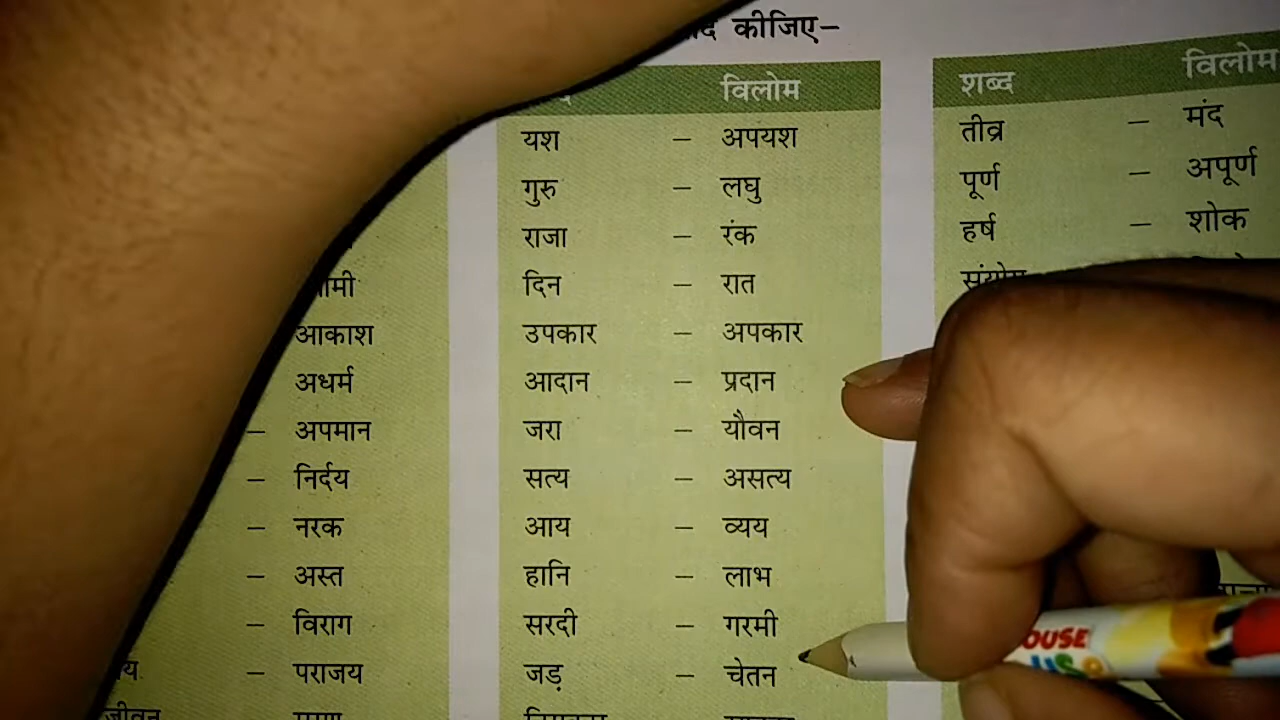 कीजिए–
विलोम
यश – अपयश
गुरु – लघु
राजा – रंक
दिन – रात
उपकार – अपकार
आदान – प्रदान
जरा – यौवन
सत्य – असत्य
आय – व्यय
हानि – लाभ
सरदी – गरमी
जड़ – चेतन
आकाश
अधर्म
– अपमान
– निर्दय
– नरक
– अस्त
– विराग
– पराजय
जीवन
शब्द विलोम
तीव्र – मंद
पूर्ण – अपूर्ण
हर्ष – शोक